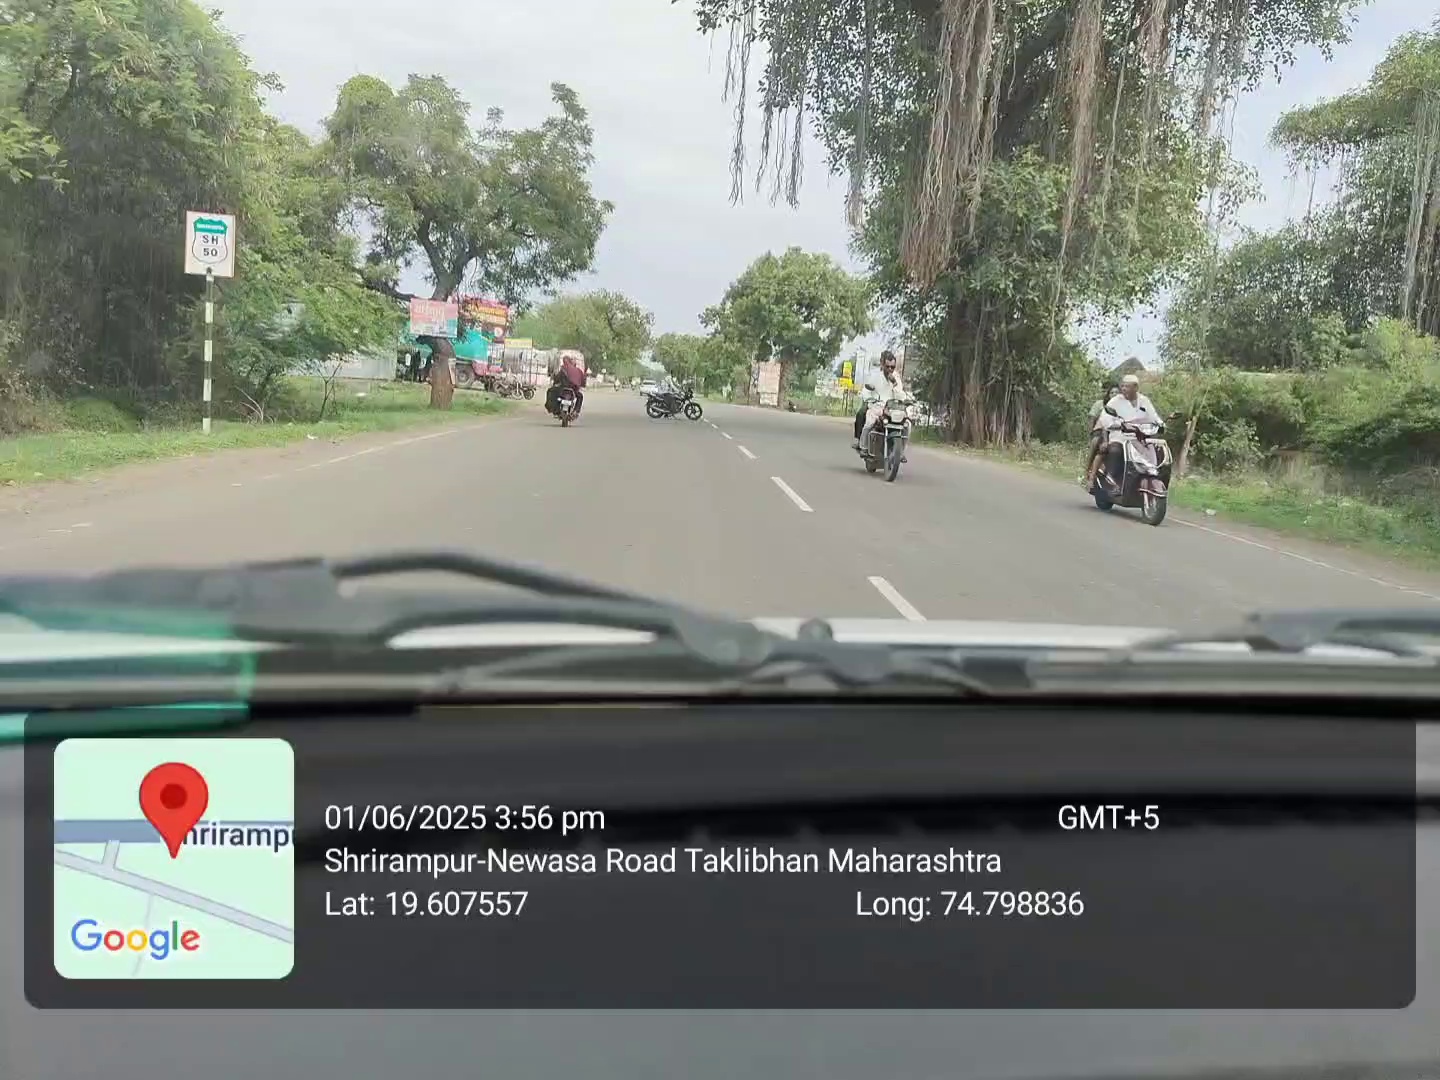 SH
50
01/06/2025 3:56 pm
GMT+5
Shrirampur-Newasa Road Taklibhan Maharashtra
Lat: 19.607557
Long: 74.798836
Google